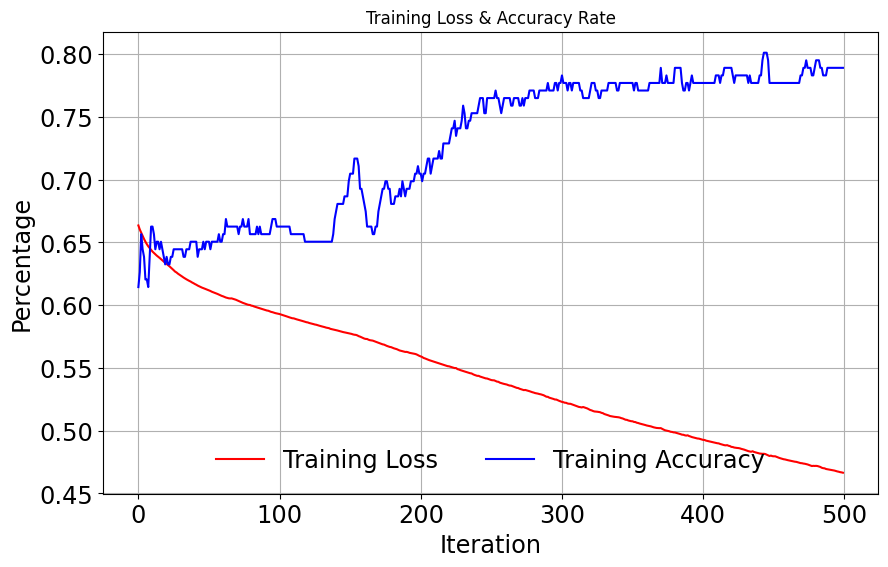 Training Loss & Accuracy Rate
0.80
0.75
0.70
0.65
0.60
0.55
0.50
0.45
Percentage
Training Loss
Training Accuracy
0
100
200
300
400
500
Iteration